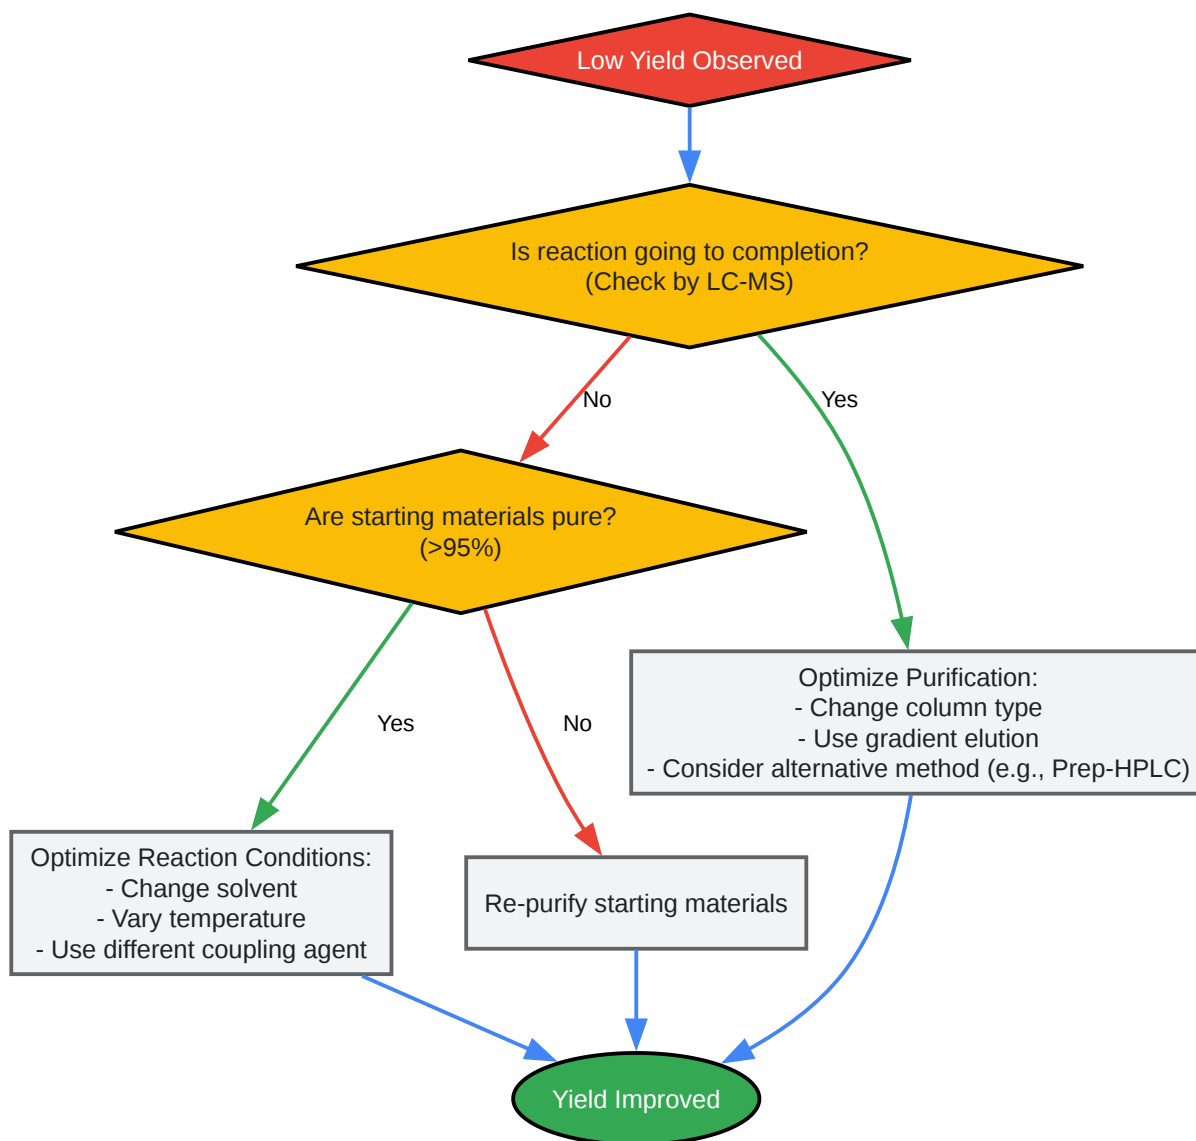 Low Yield Observed
Is reaction going to completion?
(Check by LC-MS)
No
Yes
Are starting materials pure?
(>95%)
Yes
No
Optimize Purification:
- Change column type
- Use gradient elution
- Consider alternative method (e.g., Prep-HPLC)
Optimize Reaction Conditions:
- Change solvent
- Vary temperature
- Use different coupling agent
Re-purify starting materials
Yield Improved